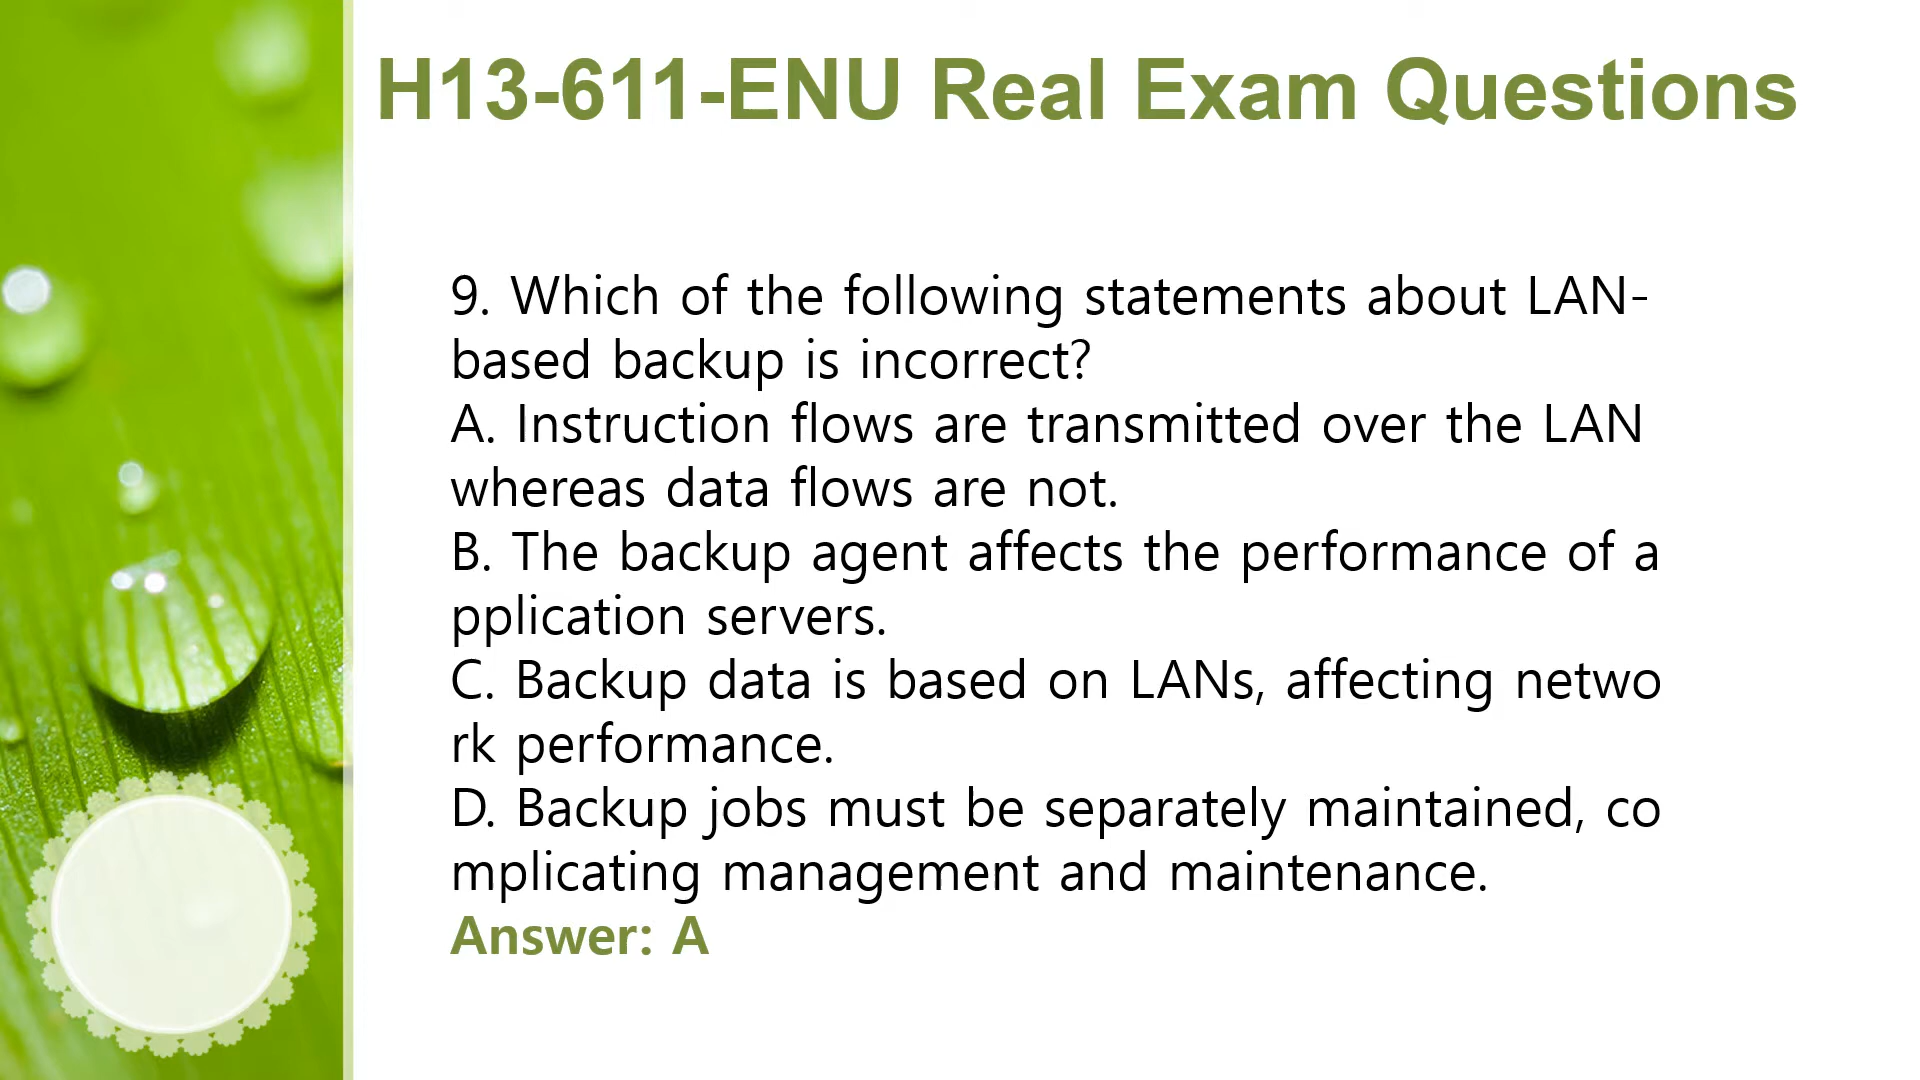 H13-611-ENU Real Exam Questions
9. Which of the following statements about LAN-
based backup is incorrect?
A. Instruction flows are transmitted over the LAN
whereas data flows are not.
B. The backup agent affects the performance of a
pplication servers.
C. Backup data is based on LANs, affecting netwo
rk performance.
D. Backup jobs must be separately maintained, co
mplicating management and maintenance.
Answer: A